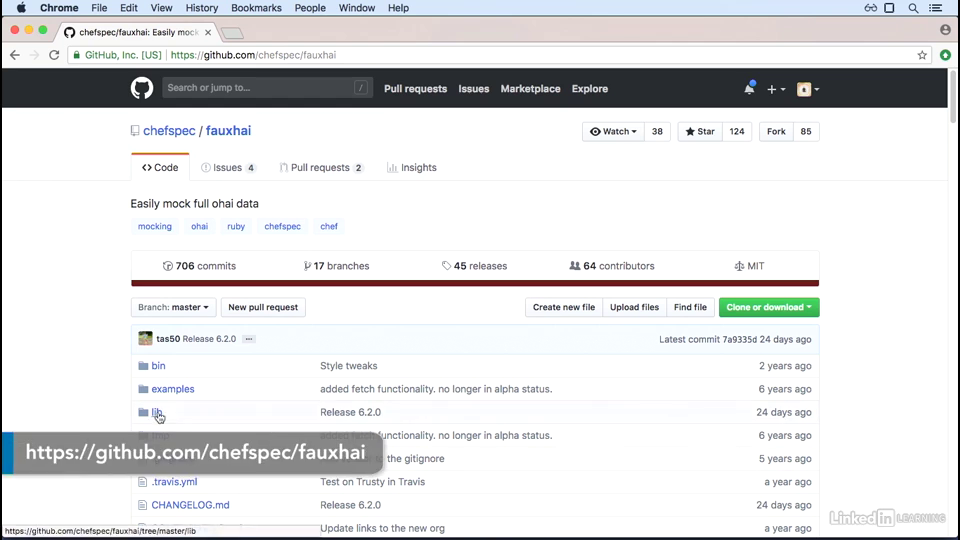 Chrome File Edit View History Bookmarks People Window Help
chefspec/fauxhai: Easily mock
GitHub, Inc. [US] https://github.com/chefspec/fauxhai
Search or jump to... /
Pull requests Issues Marketplace Explore
chefspec / fauxhai
Watch 38 Star 124 Fork 85
Code Issues 4 Pull requests 2 Insights
Easily mock full ohai data
mocking ohai ruby chefspec chef
706 commits 17 branches 45 releases 64 contributors MIT
Branch: master New pull request Create new file Upload files Find file Clone or download
tas50 Release 6.2.0 ... Latest commit 7a9335d 24 days ago
bin Style tweaks 2 years ago
examples added fetch functionality. no longer in alpha status. 6 years ago
lib Release 6.2.0 24 days ago
functionality. no longer in alpha status. 6 years ago
https://github.com/chefspec/fauxhai
to the gitignore 5 years ago
.travis.yml Test on Trusty in Travis a year ago
CHANGELOG.md Release 6.2.0 24 days ago
Update links to the new org a year ago
https://github.com/chefspec/fauxhai/tree/master/lib
LinkedIn LEARNING